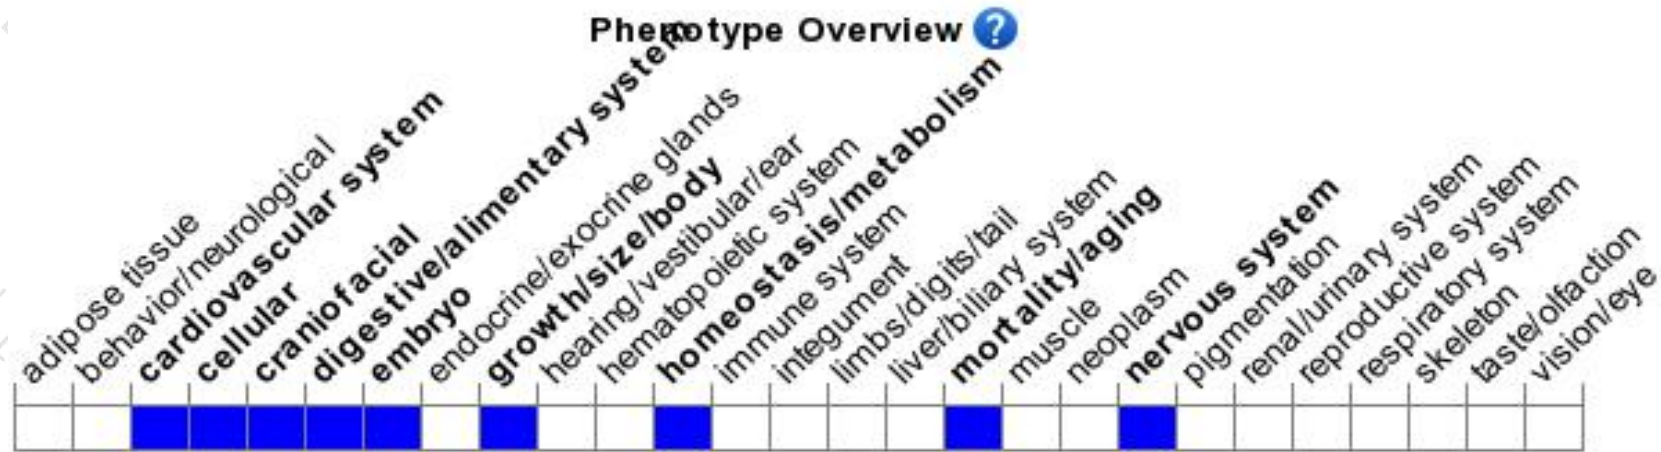 Phenotype Overview ?
adipose tissue
behavior/neurological
cardiovascular system
cellular
craniofacial
digestive/alimentary system
embryo
endocrine/exocrine glands
growth/size/body
hearing/vestibular/ear
hematopoietic system
homeostasis/metabolism
immune system
integument
limbs/digits/tail
liver/biliary system
mortality/aging
muscle
neoplasm
nervous system
pigmentation
renal/urinary system
reproductive system
respiratory system
skeleton
taste/olfaction
vision/eye